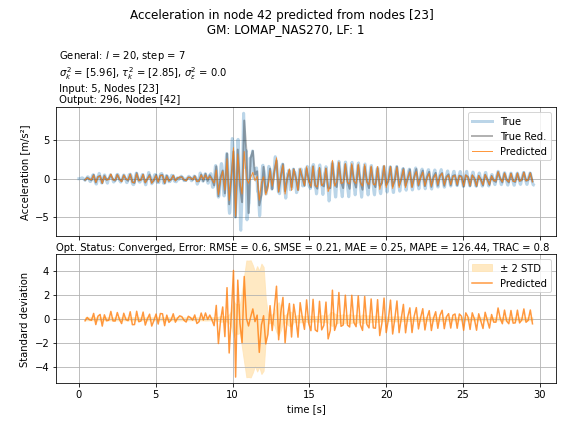 Acceleration in node 42 predicted from nodes [23]
GM: LOMAP_NAS270, LF: 1
General: l = 20, step = 7
σ²ₖ = [5.96], τ²ₖ = [2.85], σ²ε = 0.0
Input: 5, Nodes [23]
Output: 296, Nodes [42]
True
True Red.
Predicted
5
0
−5
Acceleration [m/s²]
Opt. Status: Converged, Error: RMSE = 0.6, SMSE = 0.21, MAE = 0.25, MAPE = 126.44, TRAC = 0.8
± 2 STD
Predicted
4
2
0
−2
−4
Standard deviation
0 5 10 15 20 25 30
time [s]